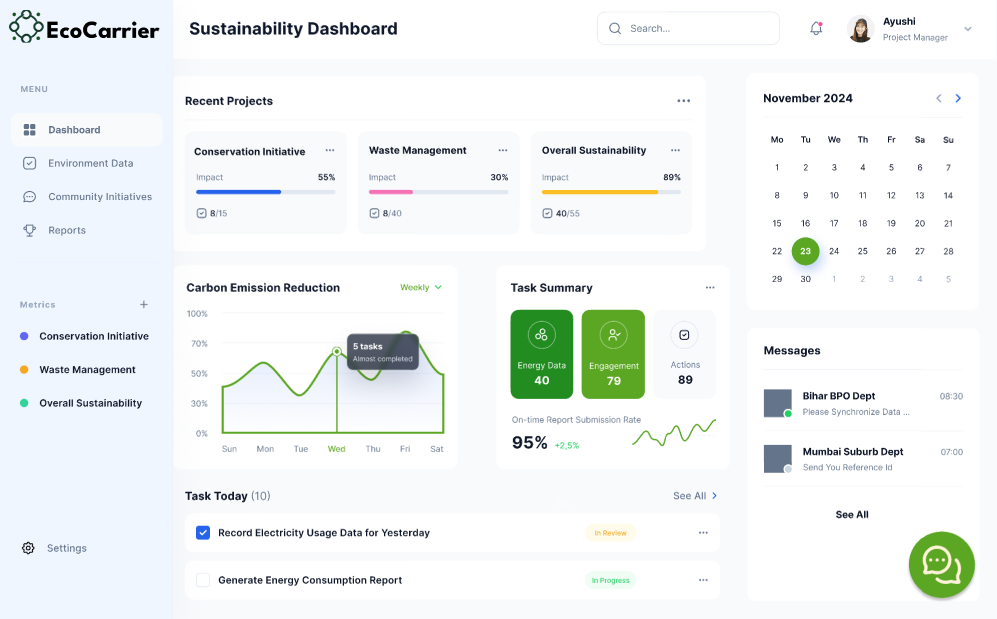 EcoCarrier
Sustainability Dashboard
Search...
Ayushi
Project Manager
MENU
Dashboard
Environment Data
Community Initiatives
Reports
Metrics +
Conservation Initiative
Waste Management
Overall Sustainability
Settings
Recent Projects
Conservation Initiative
Impact 55%
8/15
Waste Management
Impact 30%
8/40
Overall Sustainability
Impact 89%
40/55
Carbon Emission Reduction Weekly
100%
70%
50%
30%
0%
5 tasks
Almost completed
Sun Mon Tue Wed Thu Fri Sat
Task Summary
Energy Data
40
Engagement
79
Actions
89
On-time Report Submission Rate
95% +2,5%
Task Today (10) See All
Record Electricity Usage Data for Yesterday In Review
Generate Energy Consumption Report In Progress
November 2024
Mo Tu We Th Fr Sa Su
1 2 3 4 5 6 7
8 9 10 11 12 13 14
15 16 17 18 19 20 21
22 23 24 25 26 27 28
29 30 1 2 3 4 5
Messages
Bihar BPO Dept 08:30
Please Synchronize Data ...
Mumbai Suburb Dept 07:00
Send You Reference Id
See All